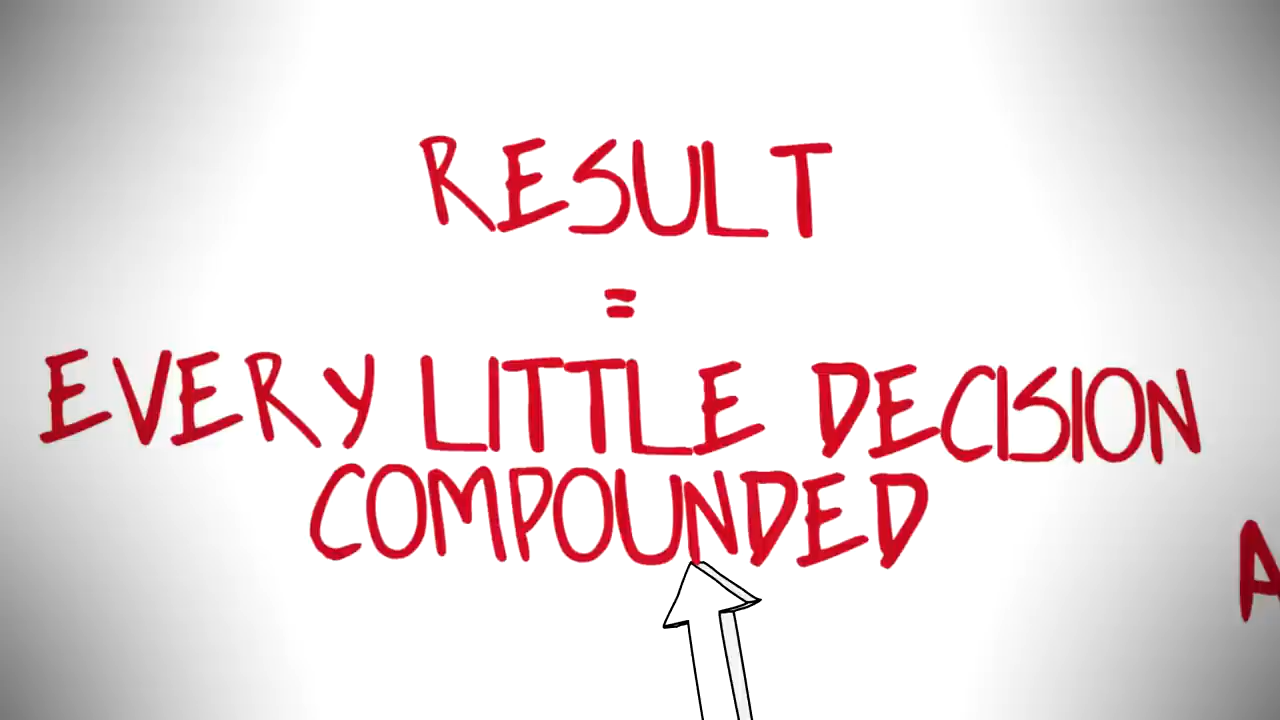 RESULT
=
EVERY LITTLE DECISION
COMPOUNDED
A